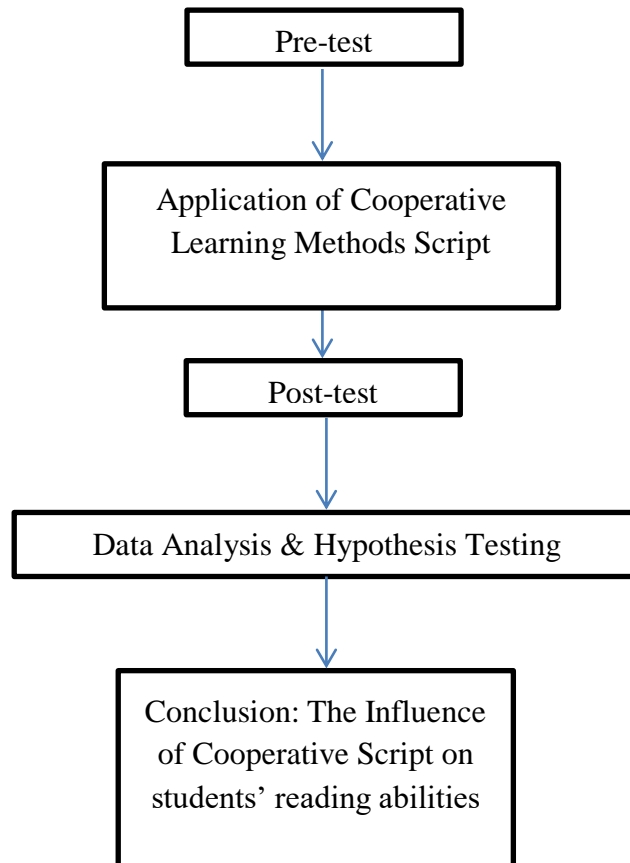 Pre-test
Application of Cooperative
Learning Methods Script
Post-test
Data Analysis & Hypothesis Testing
Conclusion: The Influence
of Cooperative Script on
students’ reading abilities